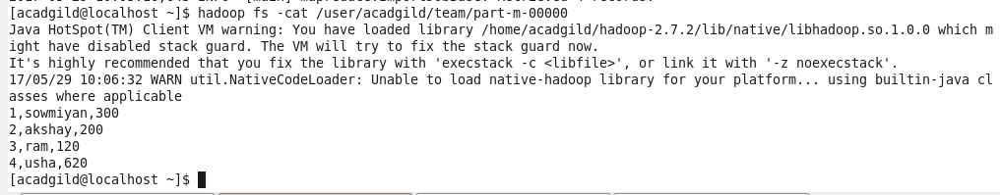 [acadgild@localhost ~]$ hadoop fs -cat /user/acadgild/team/part-m-00000
Java HotSpot(TM) Client VM warning: You have loaded library /home/acadgild/hadoop-2.7.2/lib/native/libhadoop.so.1.0.0 which m
ight have disabled stack guard. The VM will try to fix the stack guard now.
It's highly recommended that you fix the library with 'execstack -c <libfile>', or link it with '-z noexecstack'.
17/05/29 10:06:32 WARN util.NativeCodeLoader: Unable to load native-hadoop library for your platform... using builtin-java cl
asses where applicable
1,sowmiyan,300
2,akshay,200
3,ram,120
4,usha,620
[acadgild@localhost ~]$